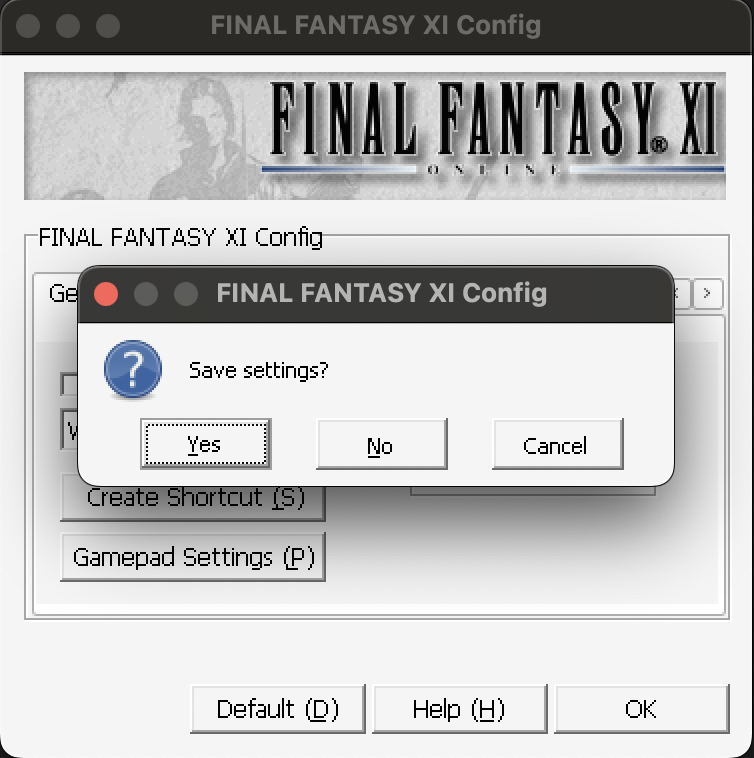 FINAL FANTASY XI Config
FINAL FANTASY® XI
ONLINE
FINAL FANTASY XI Config
FINAL FANTASY XI Config
Save settings?
Yes
No
Cancel
Create Shortcut (S)
Gamepad Settings (P)
Default (D)
Help (H)
OK